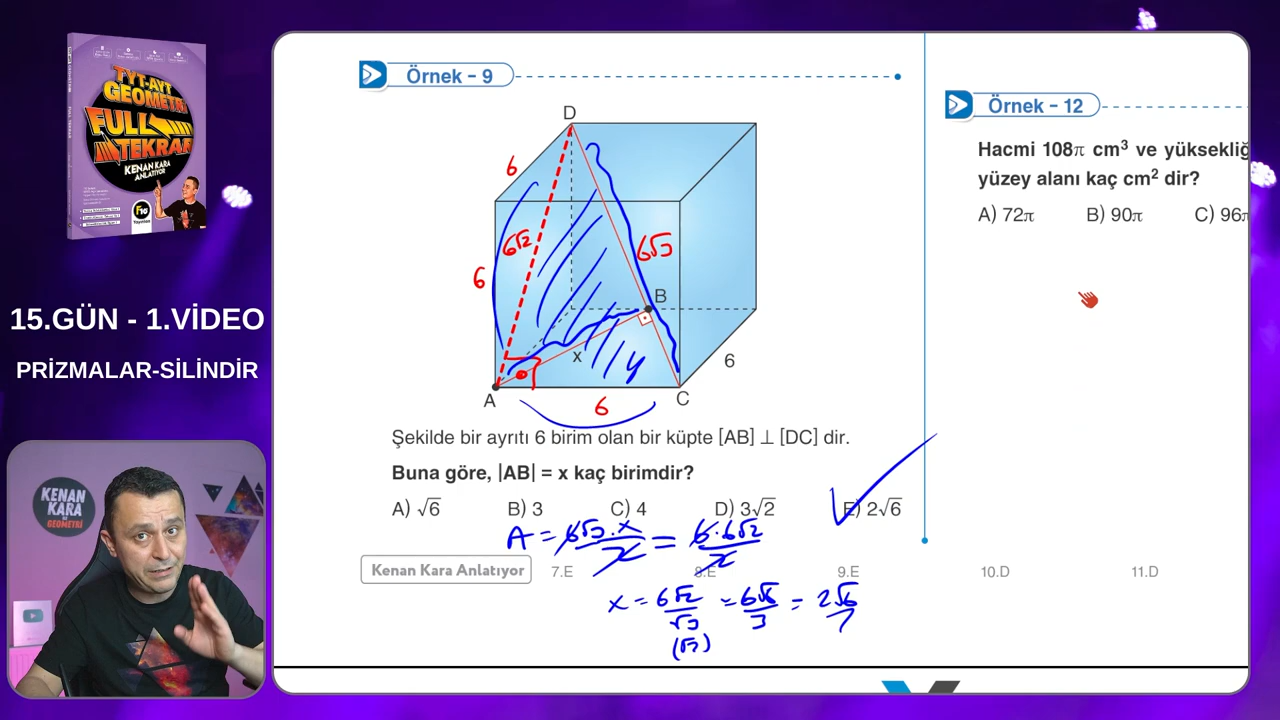 TYT-AYT
GEOMETRİ
FULL
TEKRAR
KENAN KARA
ANLATIYOR
15.GÜN - 1.VİDEO
PRİZMALAR-SİLİNDİR
KENAN
KARA
ile
GEOMETRİ
Örnek - 9
D
6
6√2
6
6√3
B
x
y
6
A
6
C
Şekilde bir ayrıtı 6 birim olan bir küpte [AB] ⊥ [DC] dir.
Buna göre, |AB| = x kaç birimdir?
A) √6 B) 3 C) 4 D) 3√2 E) 2√6
A = 6√3.x/2 = 6.6√2/2
x = 6√2/√3 = 6√6/3 = 2√6
(√3)
Kenan Kara Anlatıyor 7.E 8.E 9.E 10.D 11.D
Örnek - 12
Hacmi 108π cm³ ve yüksekliğ
yüzey alanı kaç cm² dir?
A) 72π B) 90π C) 96π